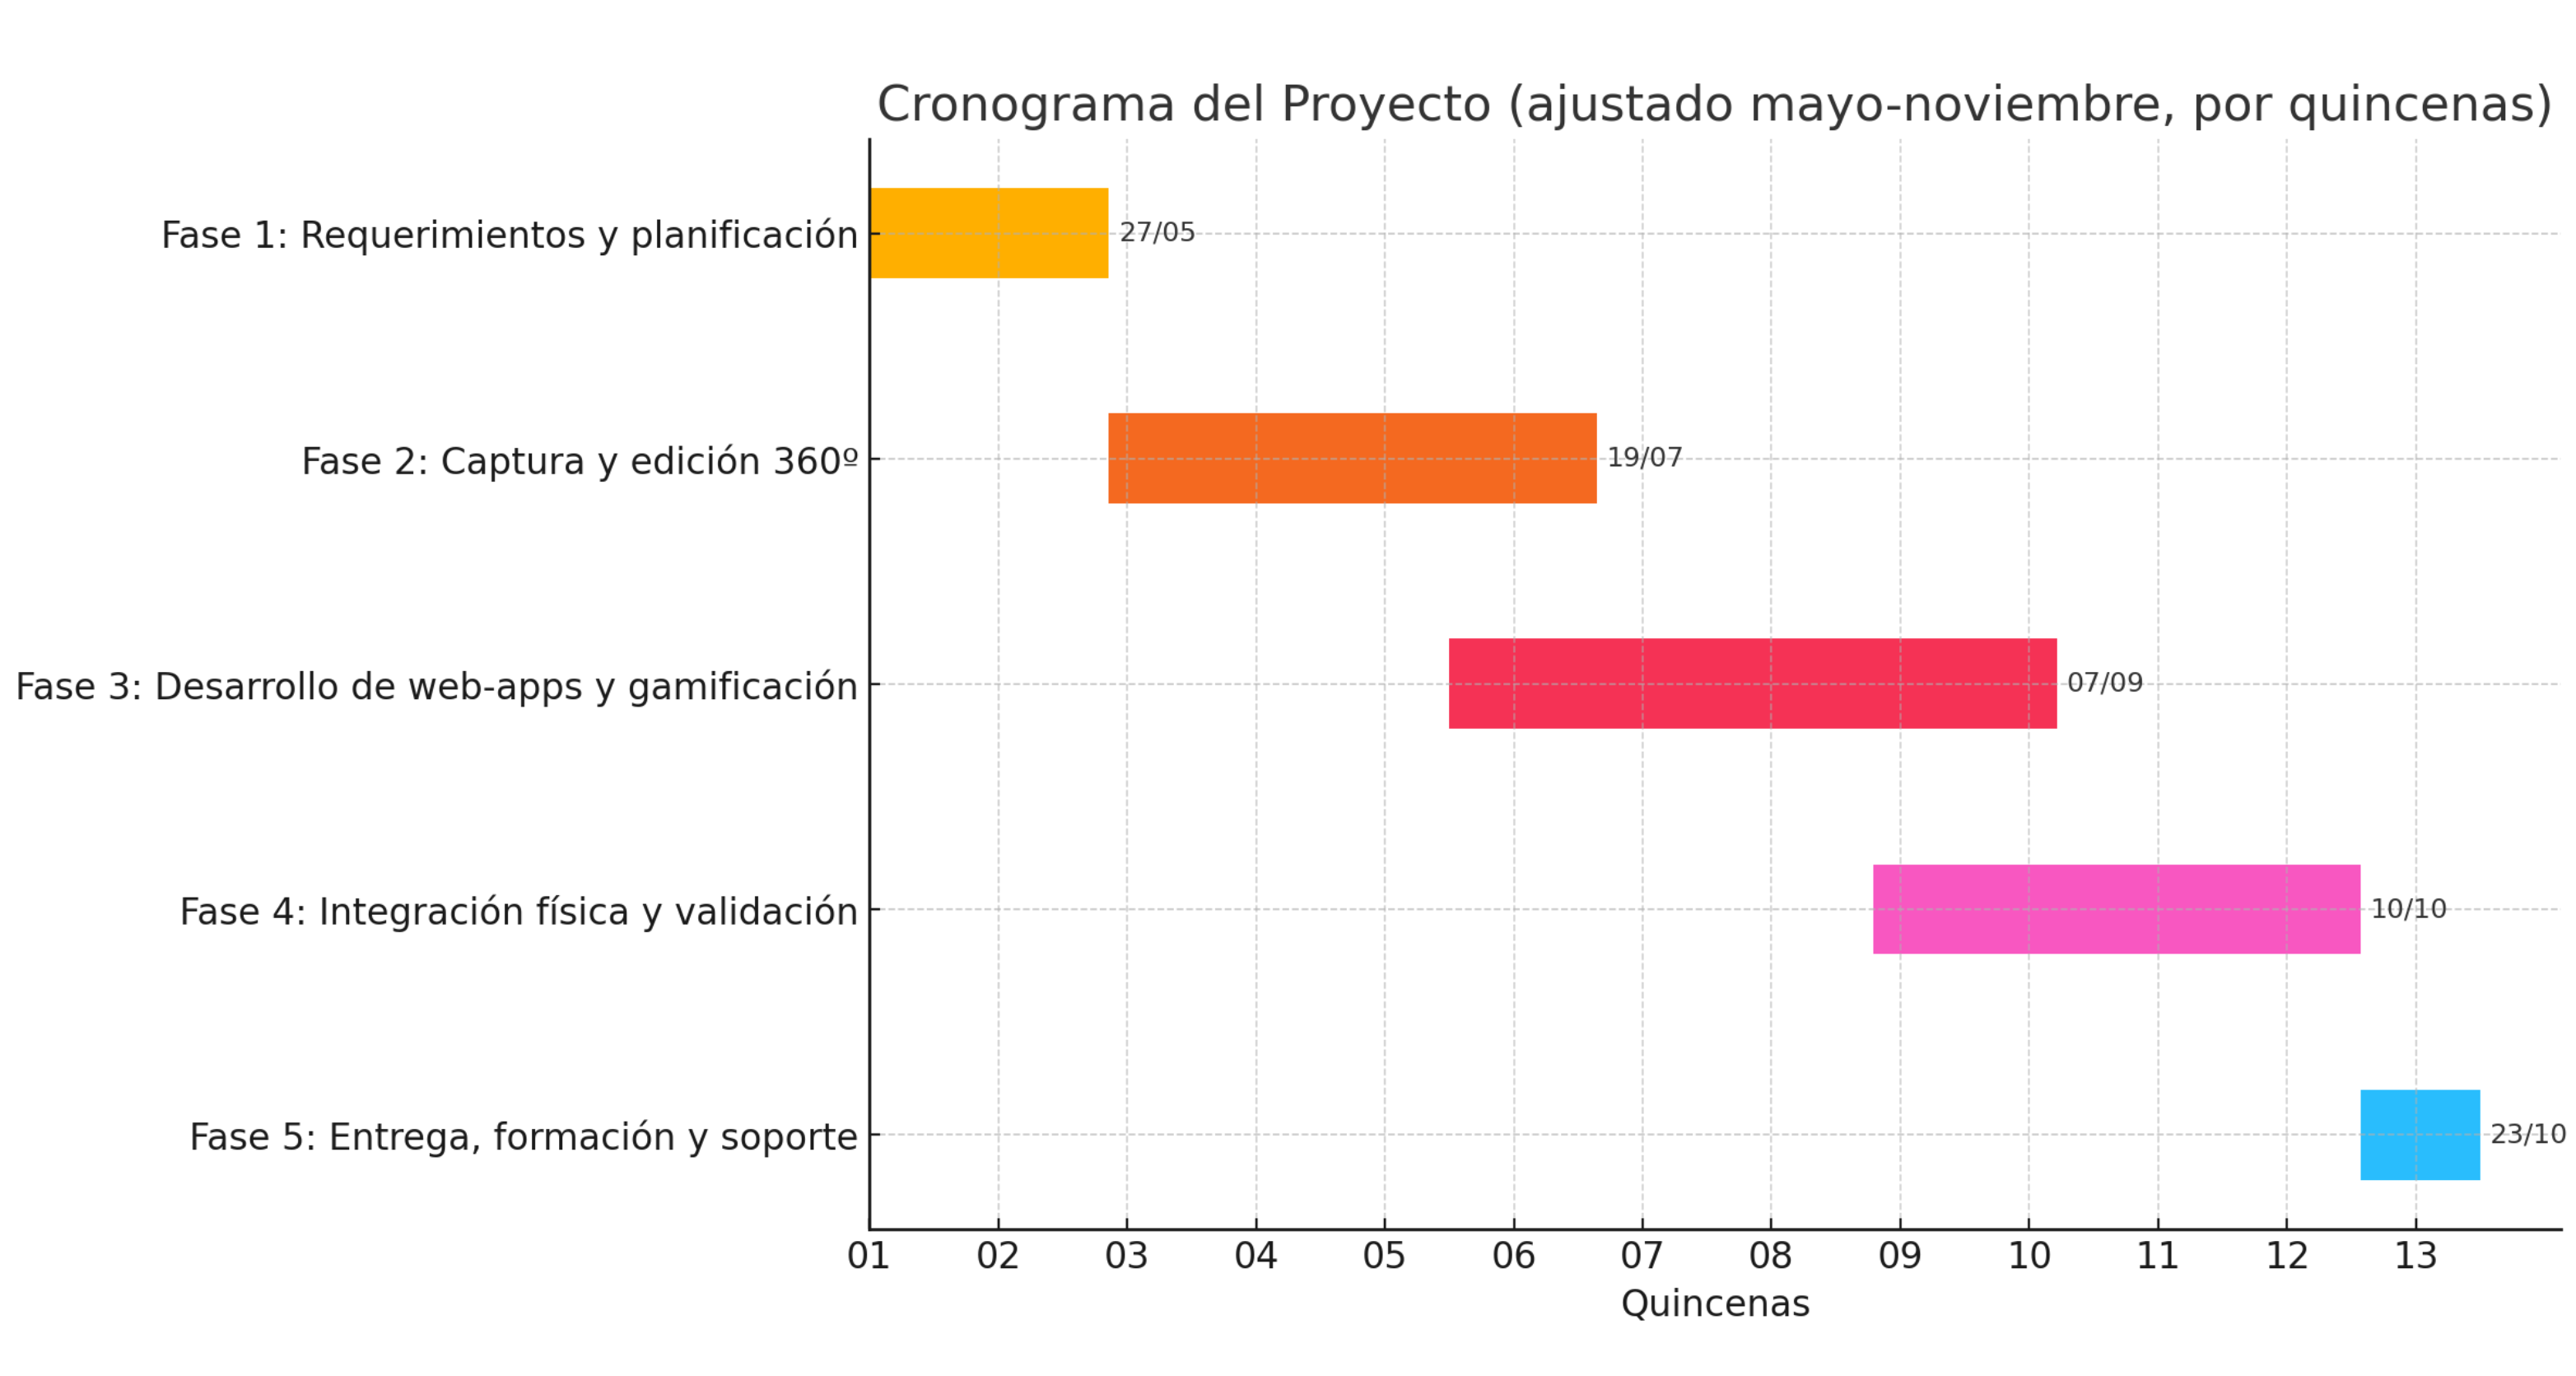 Cronograma del Proyecto (ajustado mayo-noviembre, por quincenas)
Fase 1: Requerimientos y planificación
27/05
Fase 2: Captura y edición 360º
19/07
Fase 3: Desarrollo de web-apps y gamificación
07/09
Fase 4: Integración física y validación
10/10
Fase 5: Entrega, formación y soporte
23/10
01 02 03 04 05 06 07 08 09 10 11 12 13
Quincenas